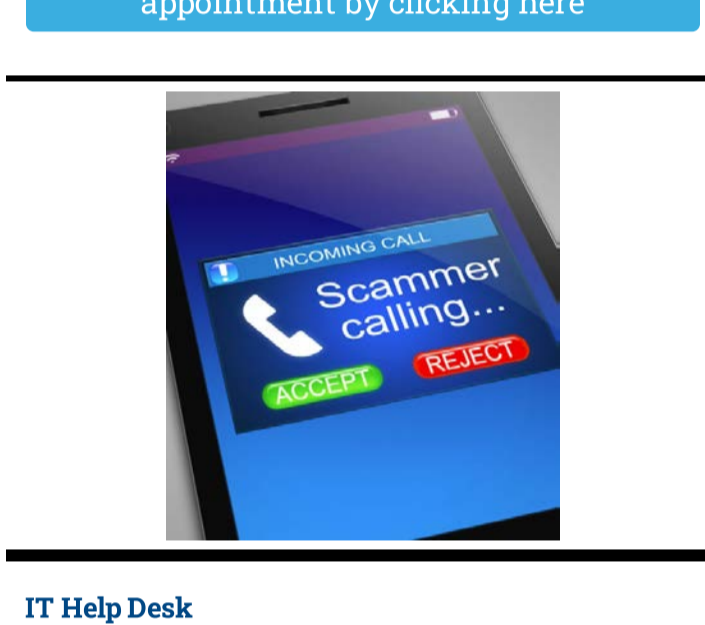 appointment by clicking here
INCOMING CALL
Scammer
calling...
ACCEPT
REJECT
IT Help Desk